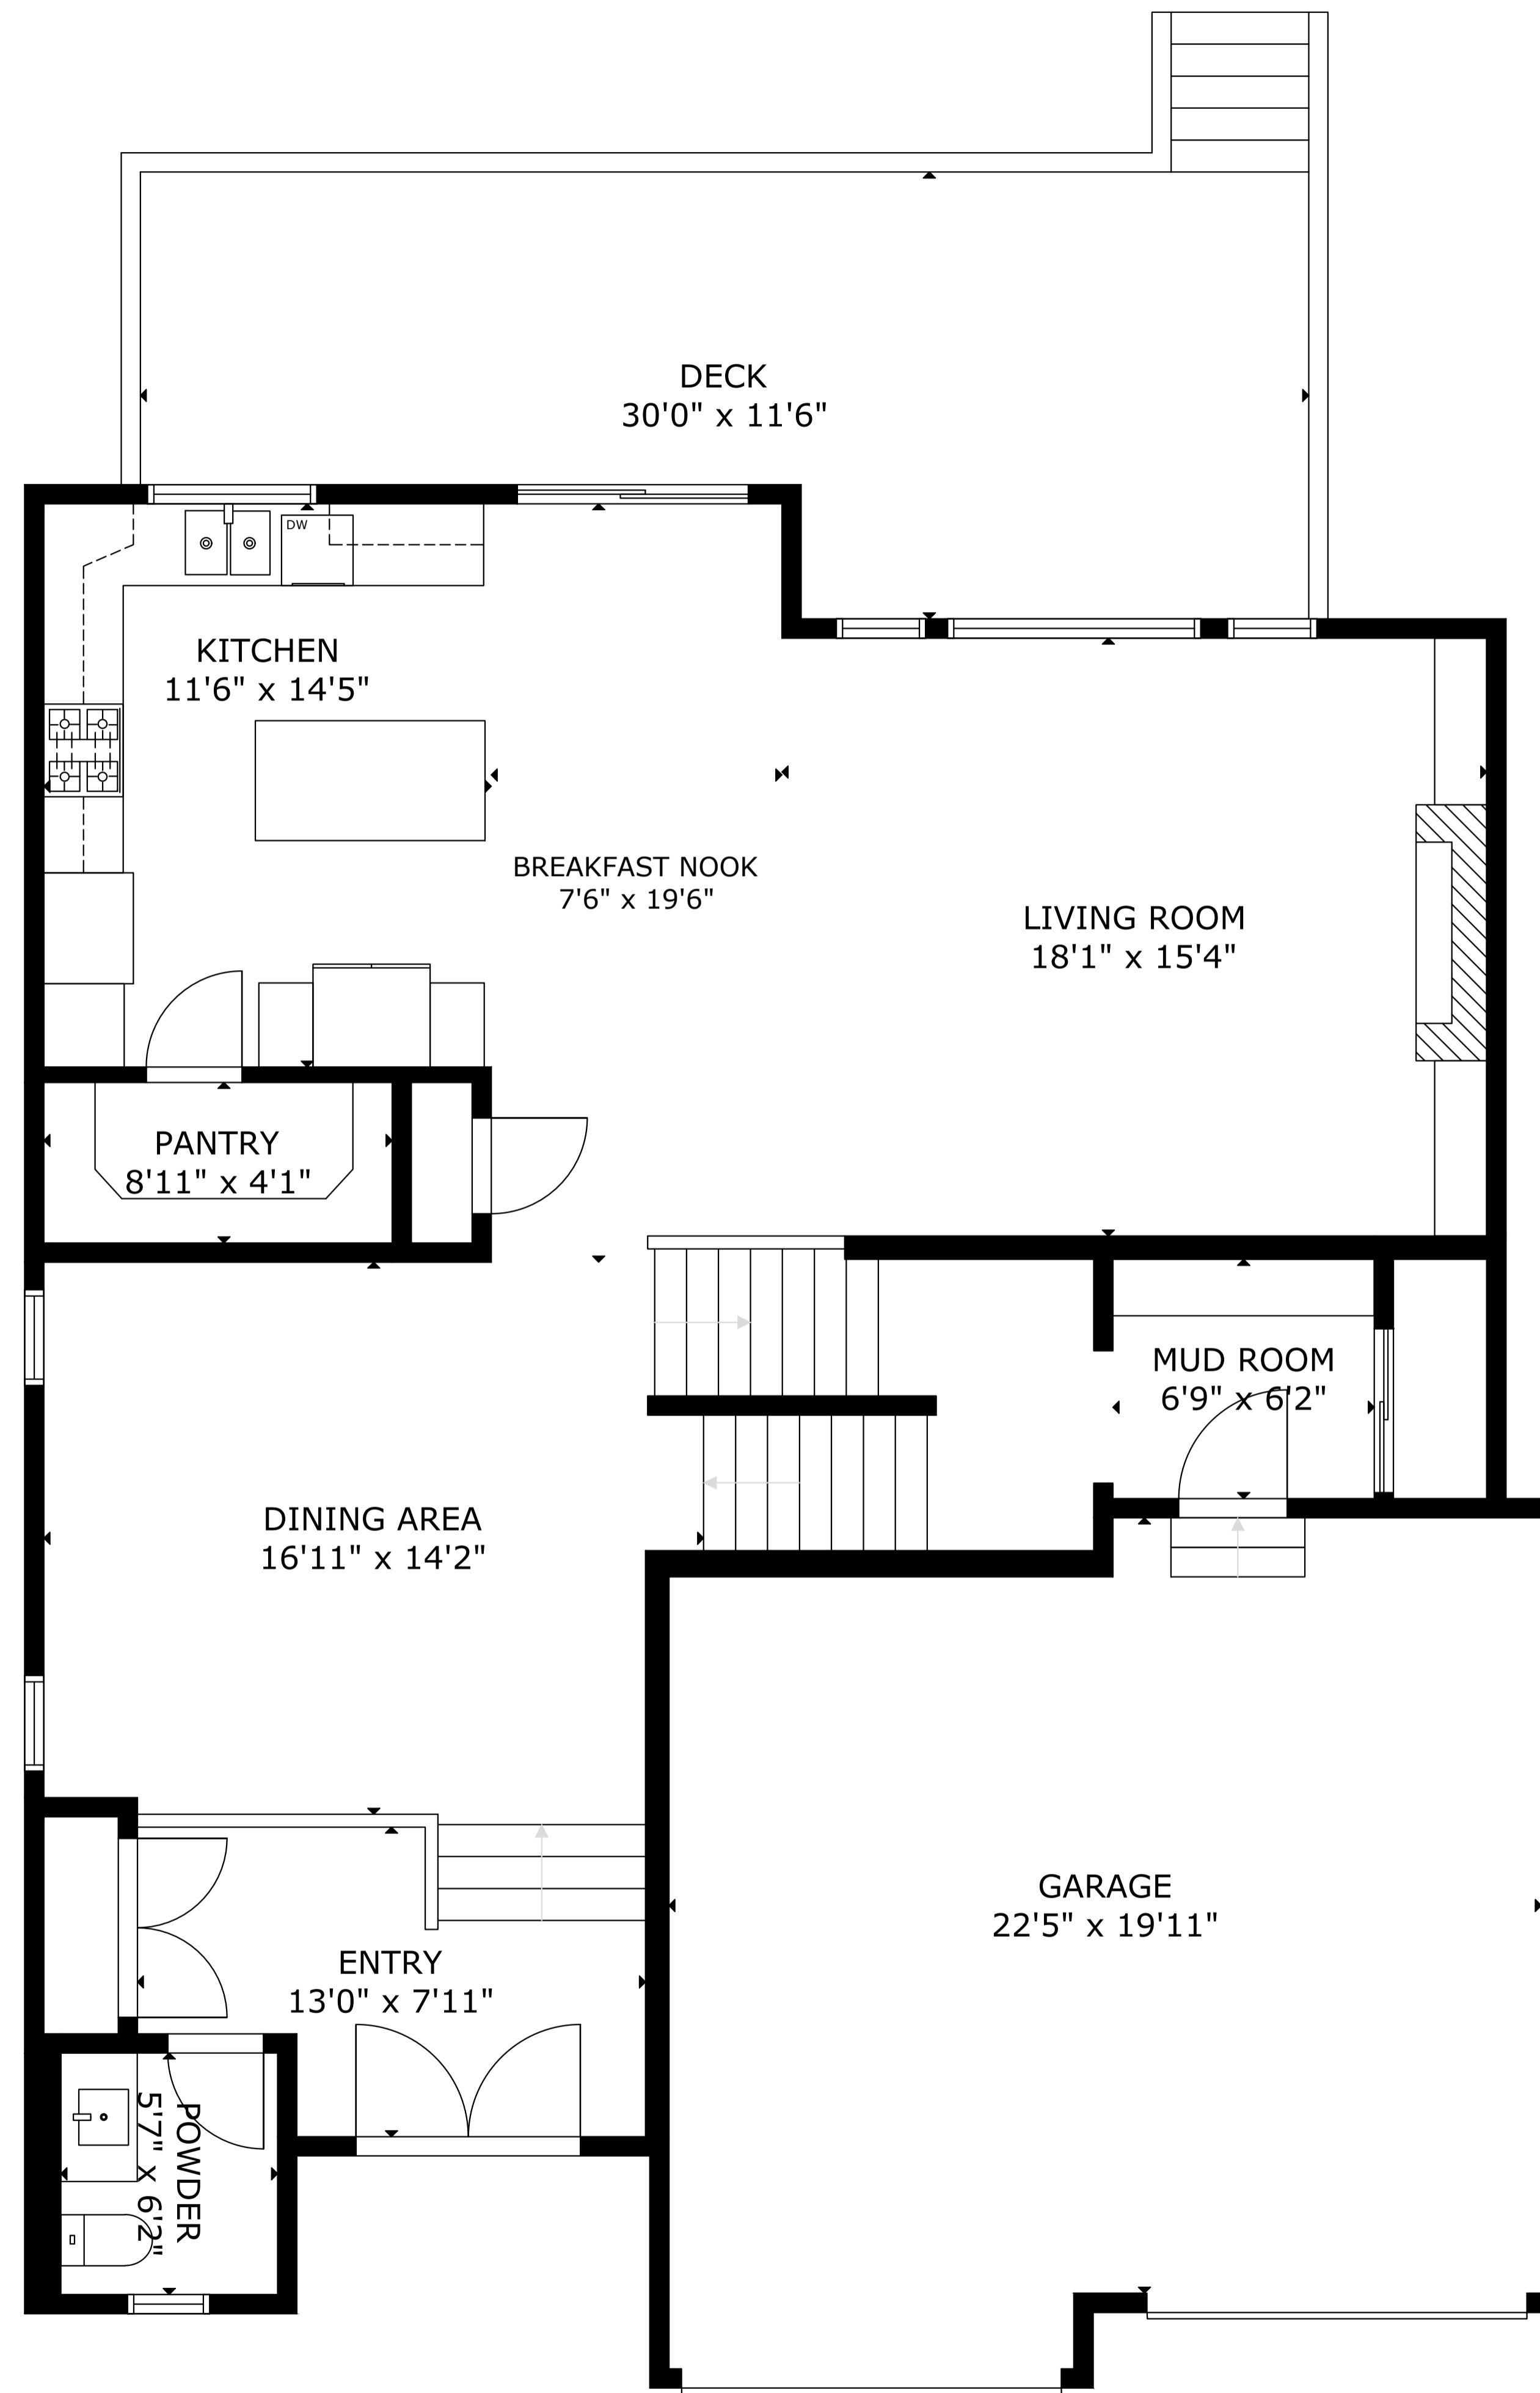 DECK
30'0" x 11'6"
DW
KITCHEN
11'6" x 14'5"
BREAKFAST NOOK
7'6" x 19'6"
LIVING ROOM
18'1" x 15'4"
PANTRY
8'11" x 4'1"
MUD ROOM
6'9" x 6'2"
DINING AREA
16'11" x 14'2"
GARAGE
22'5" x 19'11"
ENTRY
13'0" x 7'11"
POWDER
5'7" x 6'2"